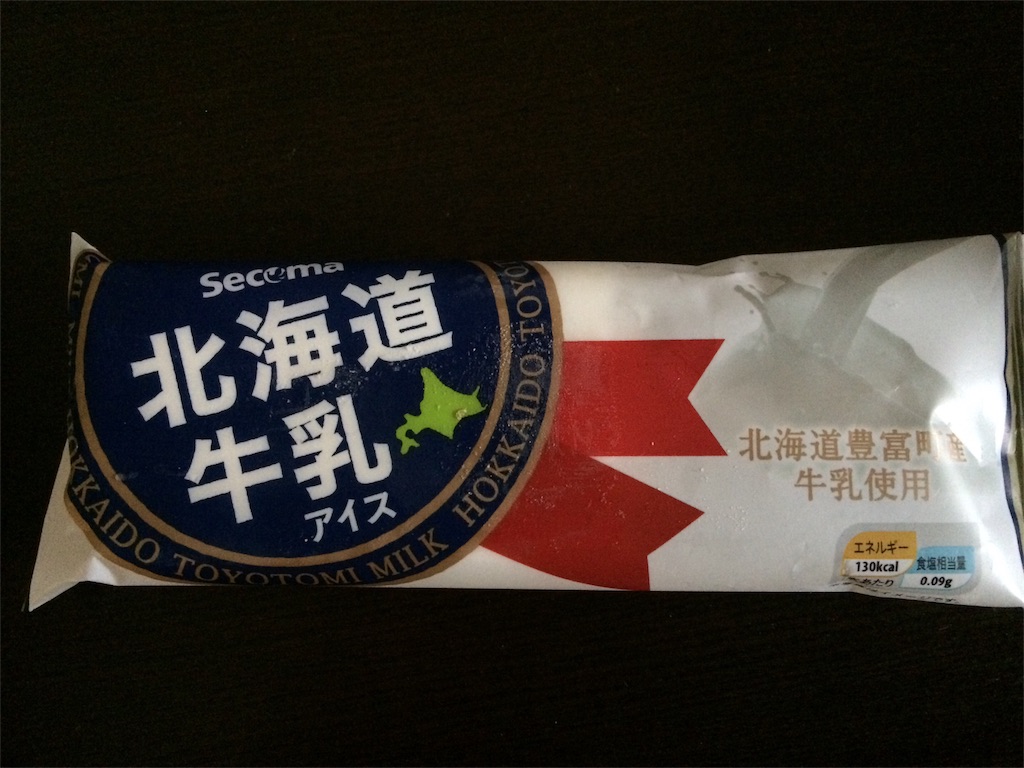 Secoma
北海道
牛乳
アイス
HOKKAIDO TOYOTOMI MILK HOKKAIDO TOYO
北海道豊富町産
牛乳使用
エネルギー
130kcal
食塩相当量
0.09g